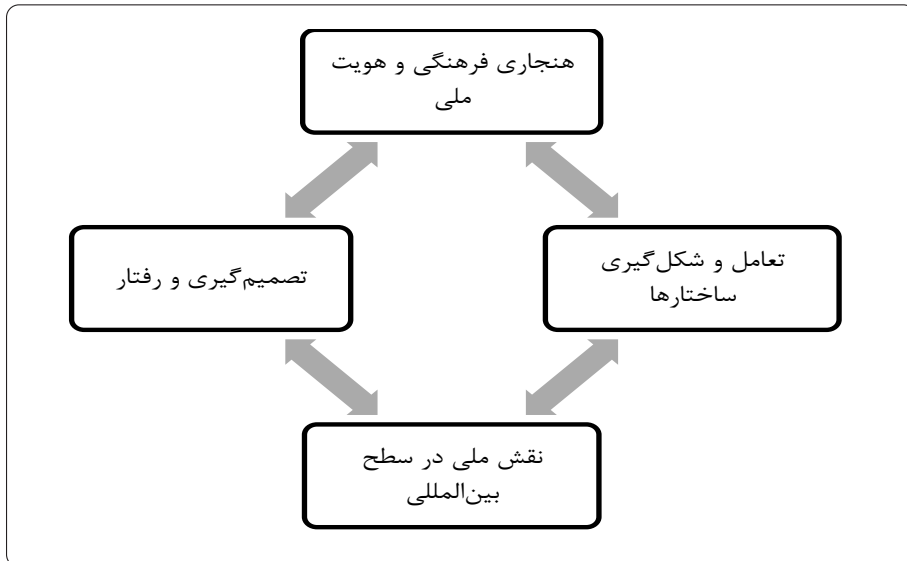 هنجاری فرهنگی و هویت
ملی
تعامل و شکل‌گیری
ساختارها
تصمیم‌گیری و رفتار
نقش ملی در سطح
بین‌المللی